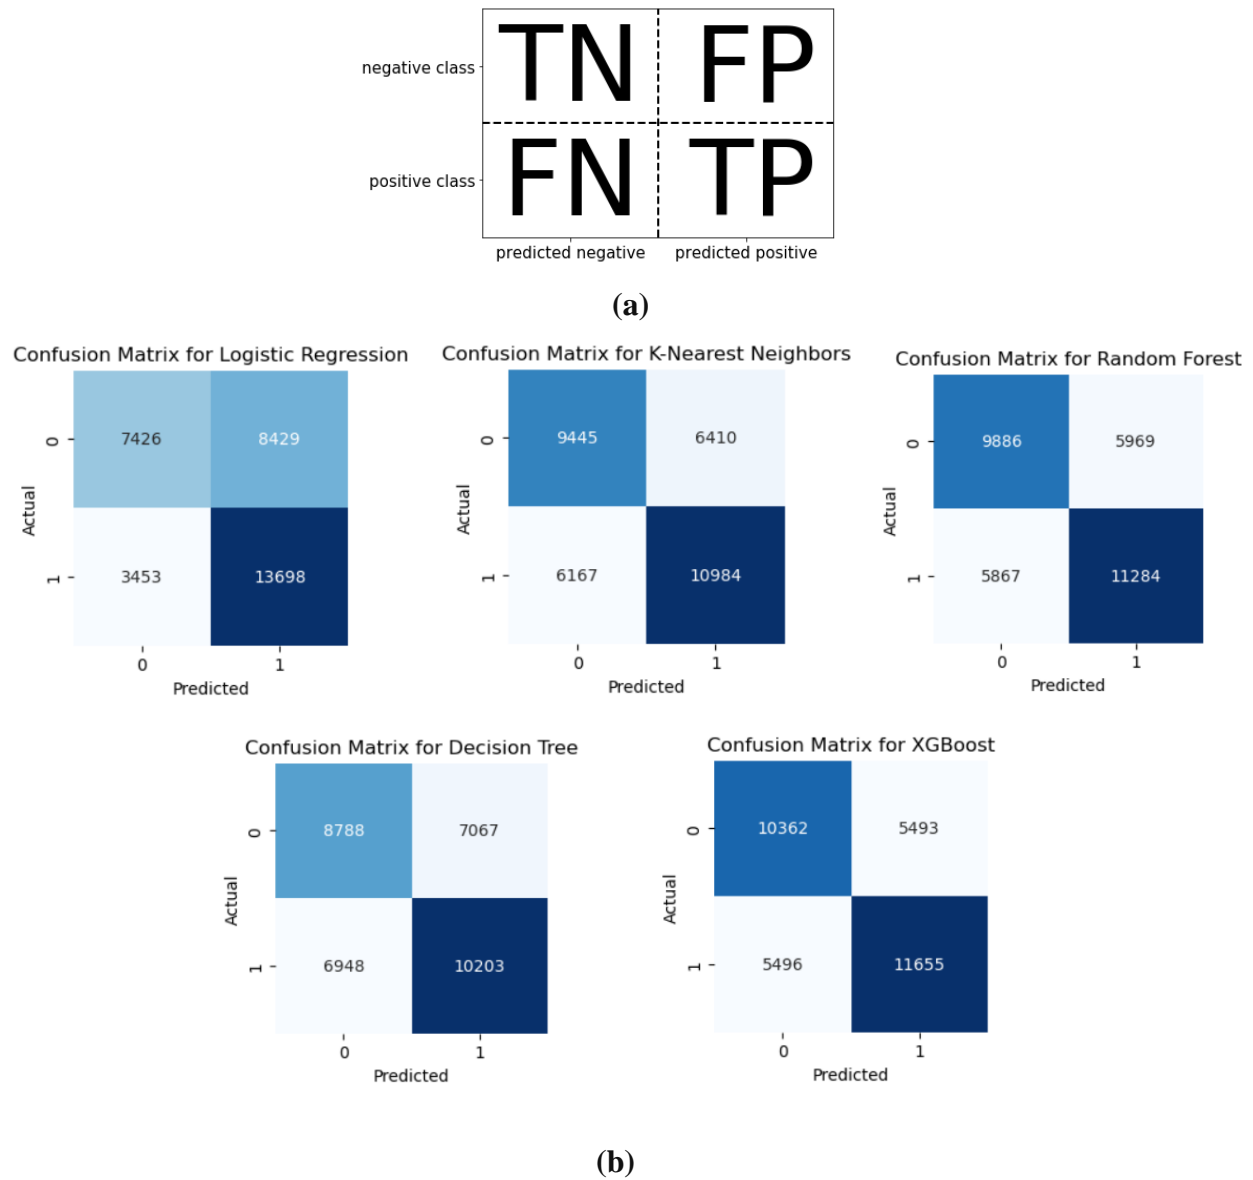 TN FP
negative class
FN TP
positive class
predicted negative predicted positive
(a)
Confusion Matrix for Logistic Regression
0
7426 8429
Actual
1
3453 13698
0 1
Predicted
Confusion Matrix for K-Nearest Neighbors
0
9445 6410
Actual
1
6167 10984
0 1
Predicted
Confusion Matrix for Random Forest
0
9886 5969
Actual
1
5867 11284
0 1
Predicted
Confusion Matrix for Decision Tree
0
8788 7067
Actual
1
6948 10203
0 1
Predicted
Confusion Matrix for XGBoost
0
10362 5493
Actual
1
5496 11655
0 1
Predicted
(b)